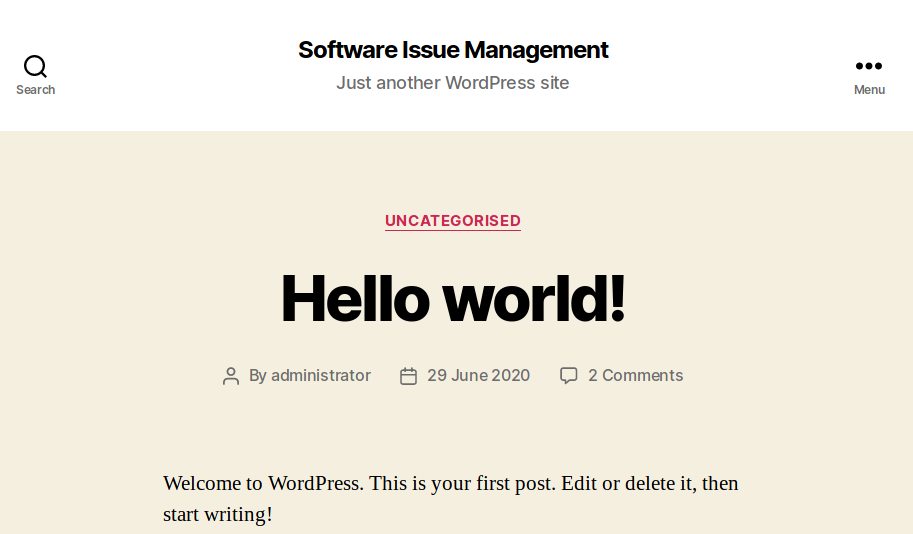 Software Issue Management
Just another WordPress site
Search
Menu
UNCATEGORISED
Hello world!
By administrator 29 June 2020 2 Comments
Welcome to WordPress. This is your first post. Edit or delete it, then
start writing!